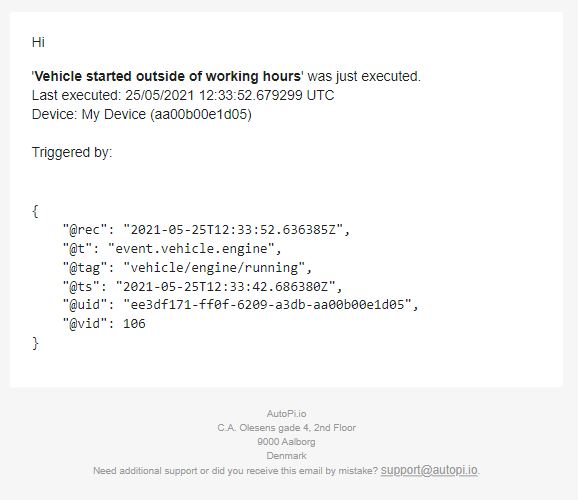 Hi
'Vehicle started outside of working hours' was just executed.
Last executed: 25/05/2021 12:33:52.679299 UTC
Device: My Device (aa00b00e1d05)
Triggered by:
{
    "@rec": "2021-05-25T12:33:52.636385Z",
    "@t": "event.vehicle.engine",
    "@tag": "vehicle/engine/running",
    "@ts": "2021-05-25T12:33:42.686380Z",
    "@uid": "ee3df171-ff0f-6209-a3db-aa00b00e1d05",
    "@vid": 106
}
AutoPi.io
C.A. Olesens gade 4, 2nd Floor
9000 Aalborg
Denmark
Need additional support or did you receive this email by mistake? support@autopi.io.